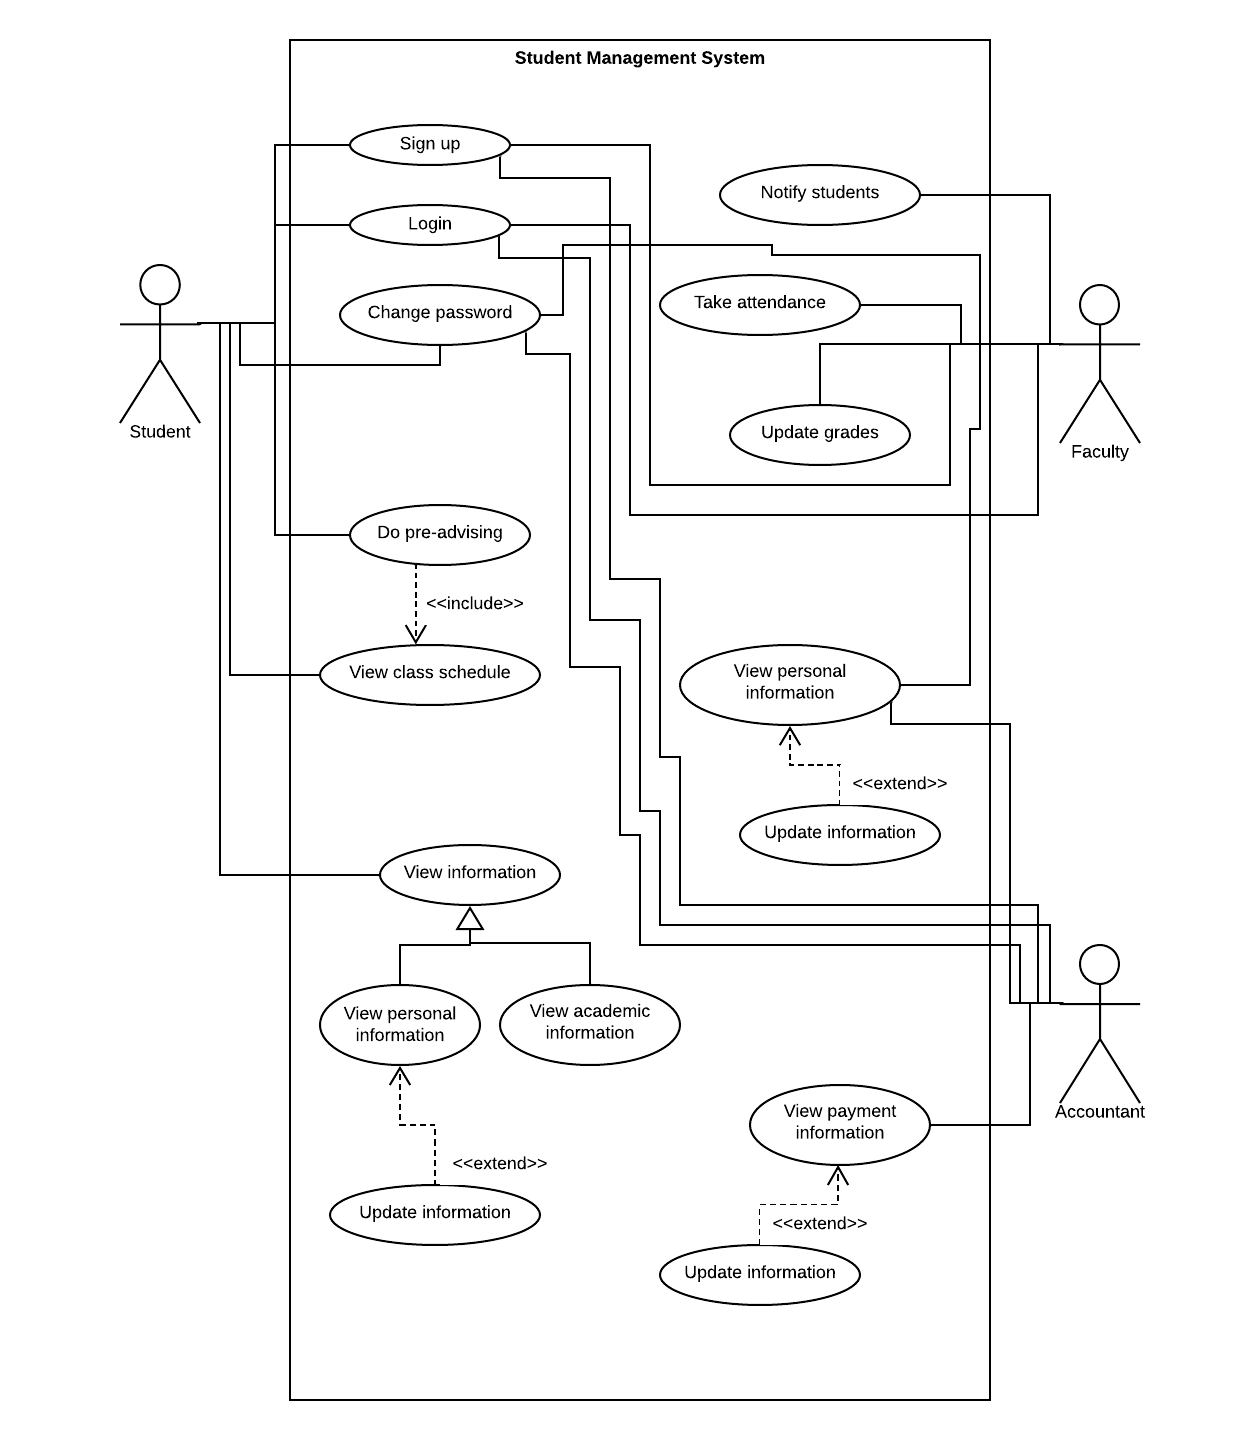 Student Management System
Sign up
Notify students
Login
Take attendance
Change password
Student
Update grades
Faculty
Do pre-advising
<<include>>
View class schedule
View personal
information
<<extend>>
Update information
View information
View personal
information
View academic
information
Accountant
View payment
information
<<extend>>
Update information
<<extend>>
Update information